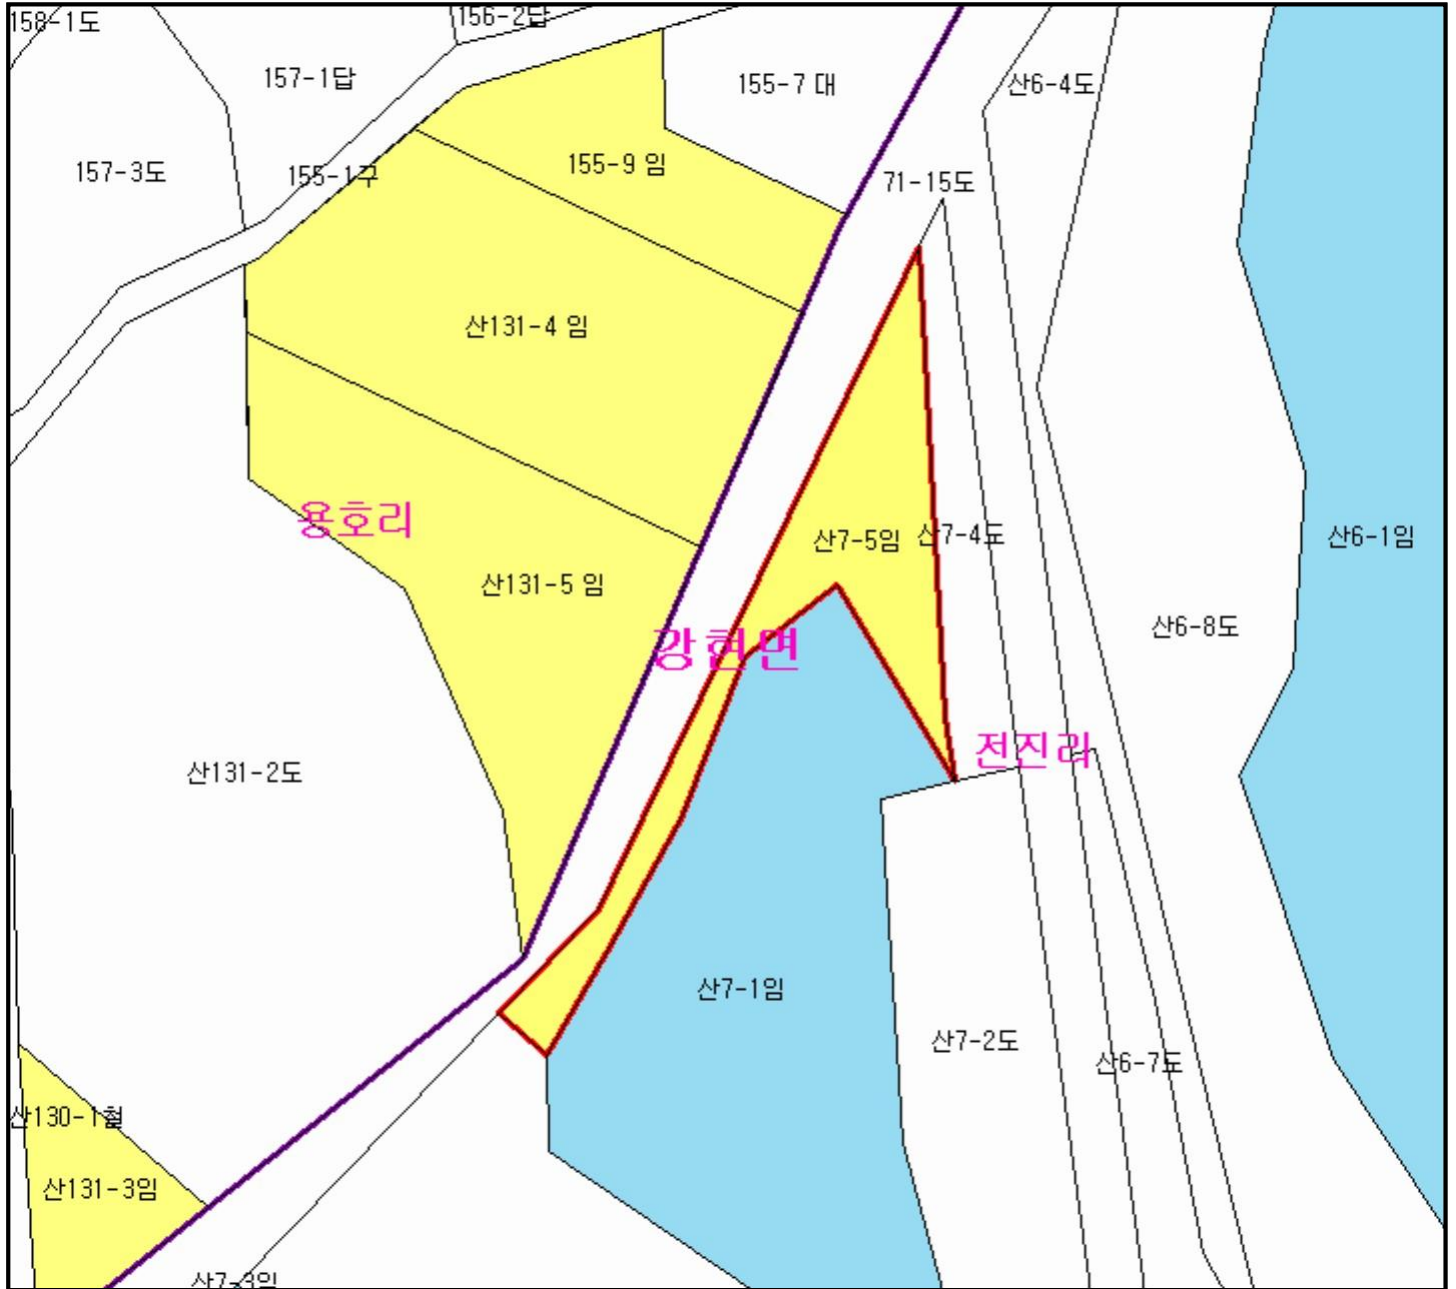 158-1도
156-2답
157-1답
155-7 대
산6-4도
157-3도
155-1구
155-9 임
71-15도
산131-4 임
용호리
산7-5임
산7-4도
산6-1임
산131-5 임
강현면
산6-8도
전진리
산131-2도
산7-1임
산7-2도
산6-7도
산130-1철
산131-3임
산7-3임